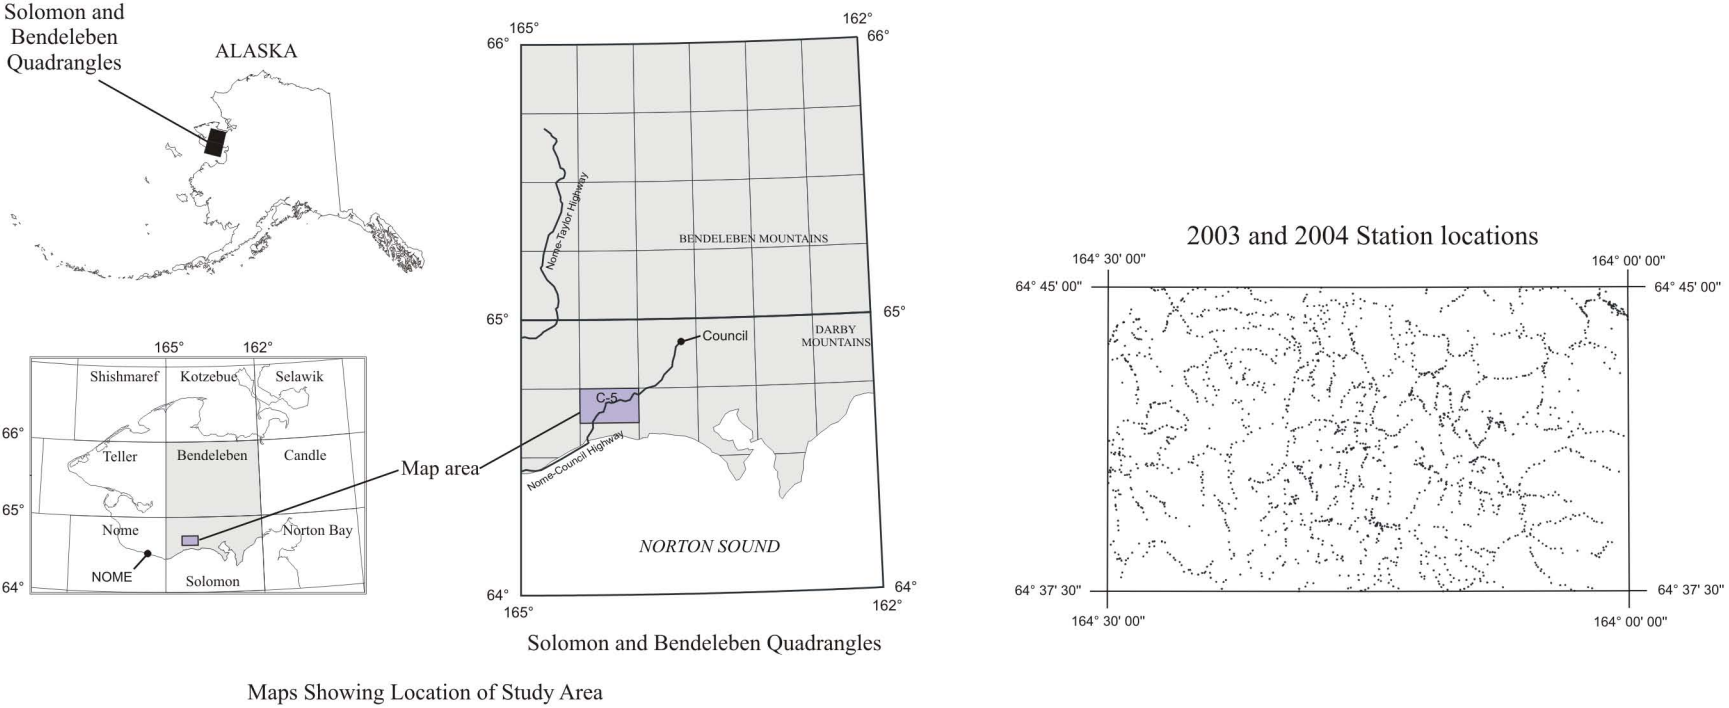 Solomon and
Bendeleben
Quadrangles
ALASKA
165°
162°
Shishmaref
Kotzebue
Selawik
66°
Teller
Bendeleben
Candle
65°
Nome
Norton Bay
NOME
Solomon
64°
Map area
165°
162°
66°
66°
Nome-Taylor Highway
BENDELEBEN MOUNTAINS
65°
65°
Council
DARBY
MOUNTAINS
C-5
Nome-Council Highway
NORTON SOUND
64°
64°
165°
162°
Solomon and Bendeleben Quadrangles
Maps Showing Location of Study Area
2003 and 2004 Station locations
164° 30' 00"
164° 00' 00"
64° 45' 00"
64° 45' 00"
64° 37' 30"
64° 37' 30"
164° 30' 00"
164° 00' 00"